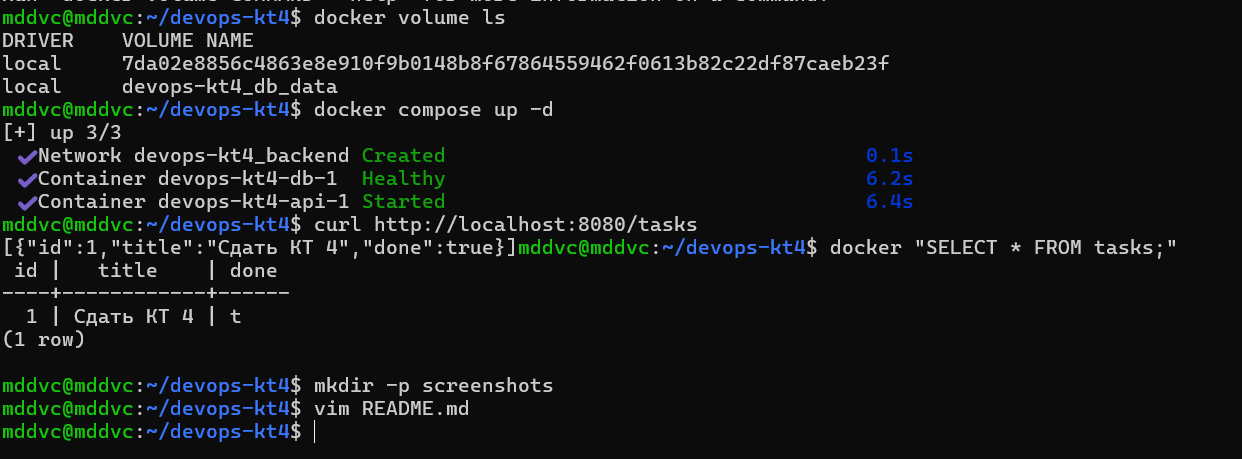 mddvc@mddvc:~/devops-kt4$ docker volume ls
DRIVER    VOLUME NAME
local     7da02e8856c4863e8e910f9b0148b8f67864559462f0613b82c22df87caeb23f
local     devops-kt4_db_data
mddvc@mddvc:~/devops-kt4$ docker compose up -d
[+] up 3/3
 ✔Network devops-kt4_backend Created                                   0.1s
 ✔Container devops-kt4-db-1  Healthy                                   6.2s
 ✔Container devops-kt4-api-1 Started                                   6.4s
mddvc@mddvc:~/devops-kt4$ curl http://localhost:8080/tasks
[{"id":1,"title":"Сдать КТ 4","done":true}]mddvc@mddvc:~/devops-kt4$ docker "SELECT * FROM tasks;"
 id |   title    | done
----+------------+------
  1 | Сдать КТ 4 | t
(1 row)
mddvc@mddvc:~/devops-kt4$ mkdir -p screenshots
mddvc@mddvc:~/devops-kt4$ vim README.md
mddvc@mddvc:~/devops-kt4$